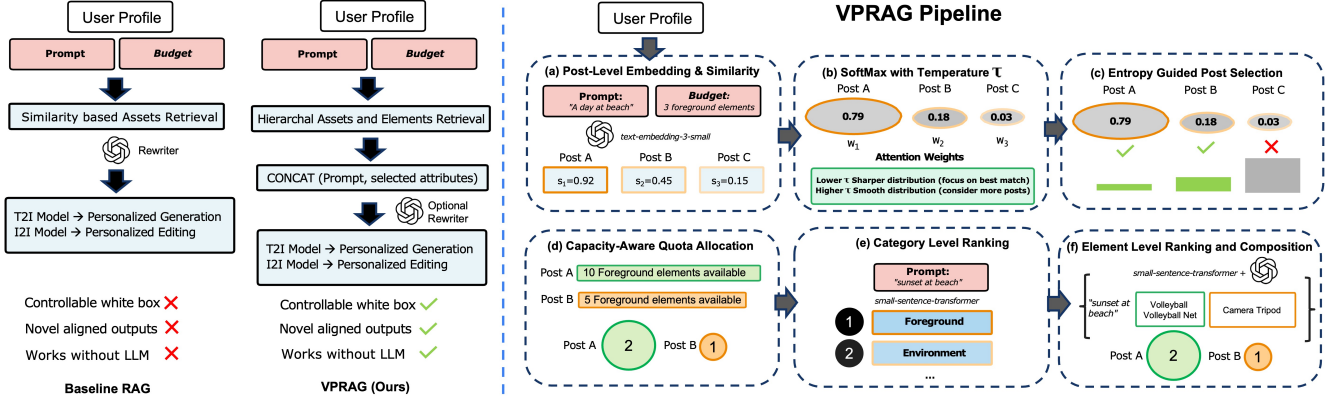 User Profile
Prompt
Budget
Similarity based Assets Retrieval
Rewriter
T2I Model → Personalized Generation
I2I Model → Personalized Editing
Controllable white box
Novel aligned outputs
Works without LLM
Baseline RAG
User Profile
Prompt
Budget
Hierarchal Assets and Elements Retrieval
CONCAT (Prompt, selected attributes)
Optional
Rewriter
T2I Model → Personalized Generation
I2I Model → Personalized Editing
Controllable white box
Novel aligned outputs
Works without LLM
VPRAG (Ours)
VPRAG Pipeline
User Profile
(a) Post-Level Embedding & Similarity
Prompt:
"A day at beach"
Budget:
3 foreground elements
text-embedding-3-small
Post A Post B Post C
s1=0.92 s2=0.45 s3=0.15
(b) SoftMax with Temperature τ
Post A Post B Post C
0.79 0.18 0.03
w1 w2 w3
Attention Weights
Lower τ Sharper distribution (focus on best match)
Higher τ Smooth distribution (consider more posts)
(c) Entropy Guided Post Selection
Post A Post B Post C
0.79 0.18 0.03
(d) Capacity-Aware Quota Allocation
Post A 10 Foreground elements available
Post B 5 Foreground elements available
Post A 2 Post B 1
(e) Category Level Ranking
Prompt:
"sunset at beach"
small-sentence-transformer
1 Foreground
2 Environment
...
(f) Element Level Ranking and Composition
small-sentence-transformer +
"sunset at
beach"
Volleyball
Volleyball Net
Camera Tripod
Post A 2 Post B 1